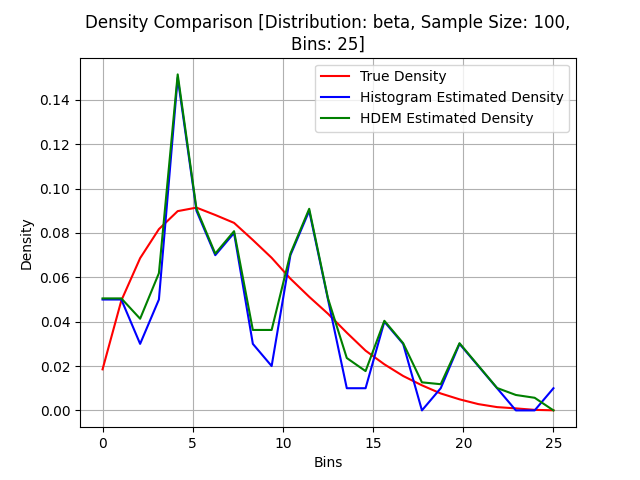 Density Comparison [Distribution: beta, Sample Size: 100,
Bins: 25]
True Density
Histogram Estimated Density
HDEM Estimated Density
Density
0.14
0.12
0.10
0.08
0.06
0.04
0.02
0.00
0 5 10 15 20 25
Bins